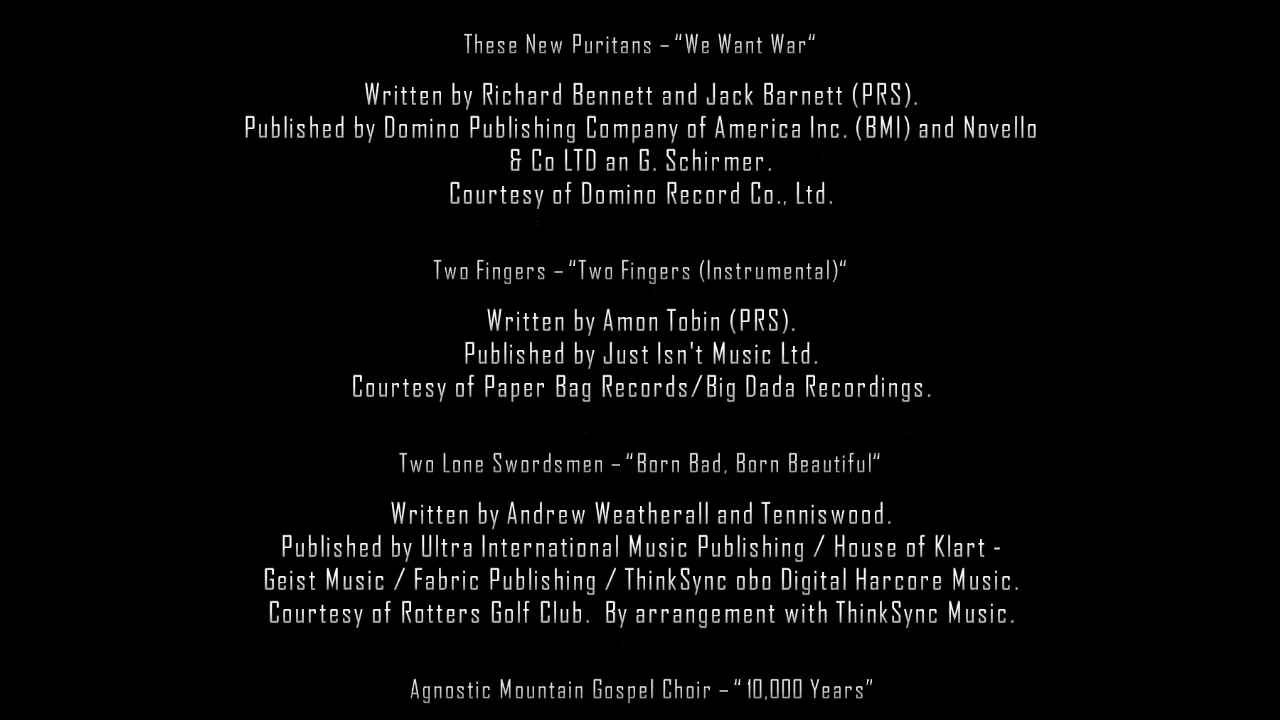 These New Puritans – “We Want War“
Written by Richard Bennett and Jack Barnett (PRS).
Published by Domino Publishing Company of America Inc. (BMI) and Novello
& Co LTD an G. Schirmer.
Courtesy of Domino Record Co., Ltd.
Two Fingers – “Two Fingers (Instrumental)“
Written by Amon Tobin (PRS).
Published by Just Isn't Music Ltd.
Courtesy of Paper Bag Records/Big Dada Recordings.
Two Lone Swordsmen – “Born Bad, Born Beautiful“
Written by Andrew Weatherall and Tenniswood.
Published by Ultra International Music Publishing / House of Klart -
Geist Music / Fabric Publishing / ThinkSync obo Digital Harcore Music.
Courtesy of Rotters Golf Club.  By arrangement with ThinkSync Music.
Agnostic Mountain Gospel Choir – “ 10,000 Years”